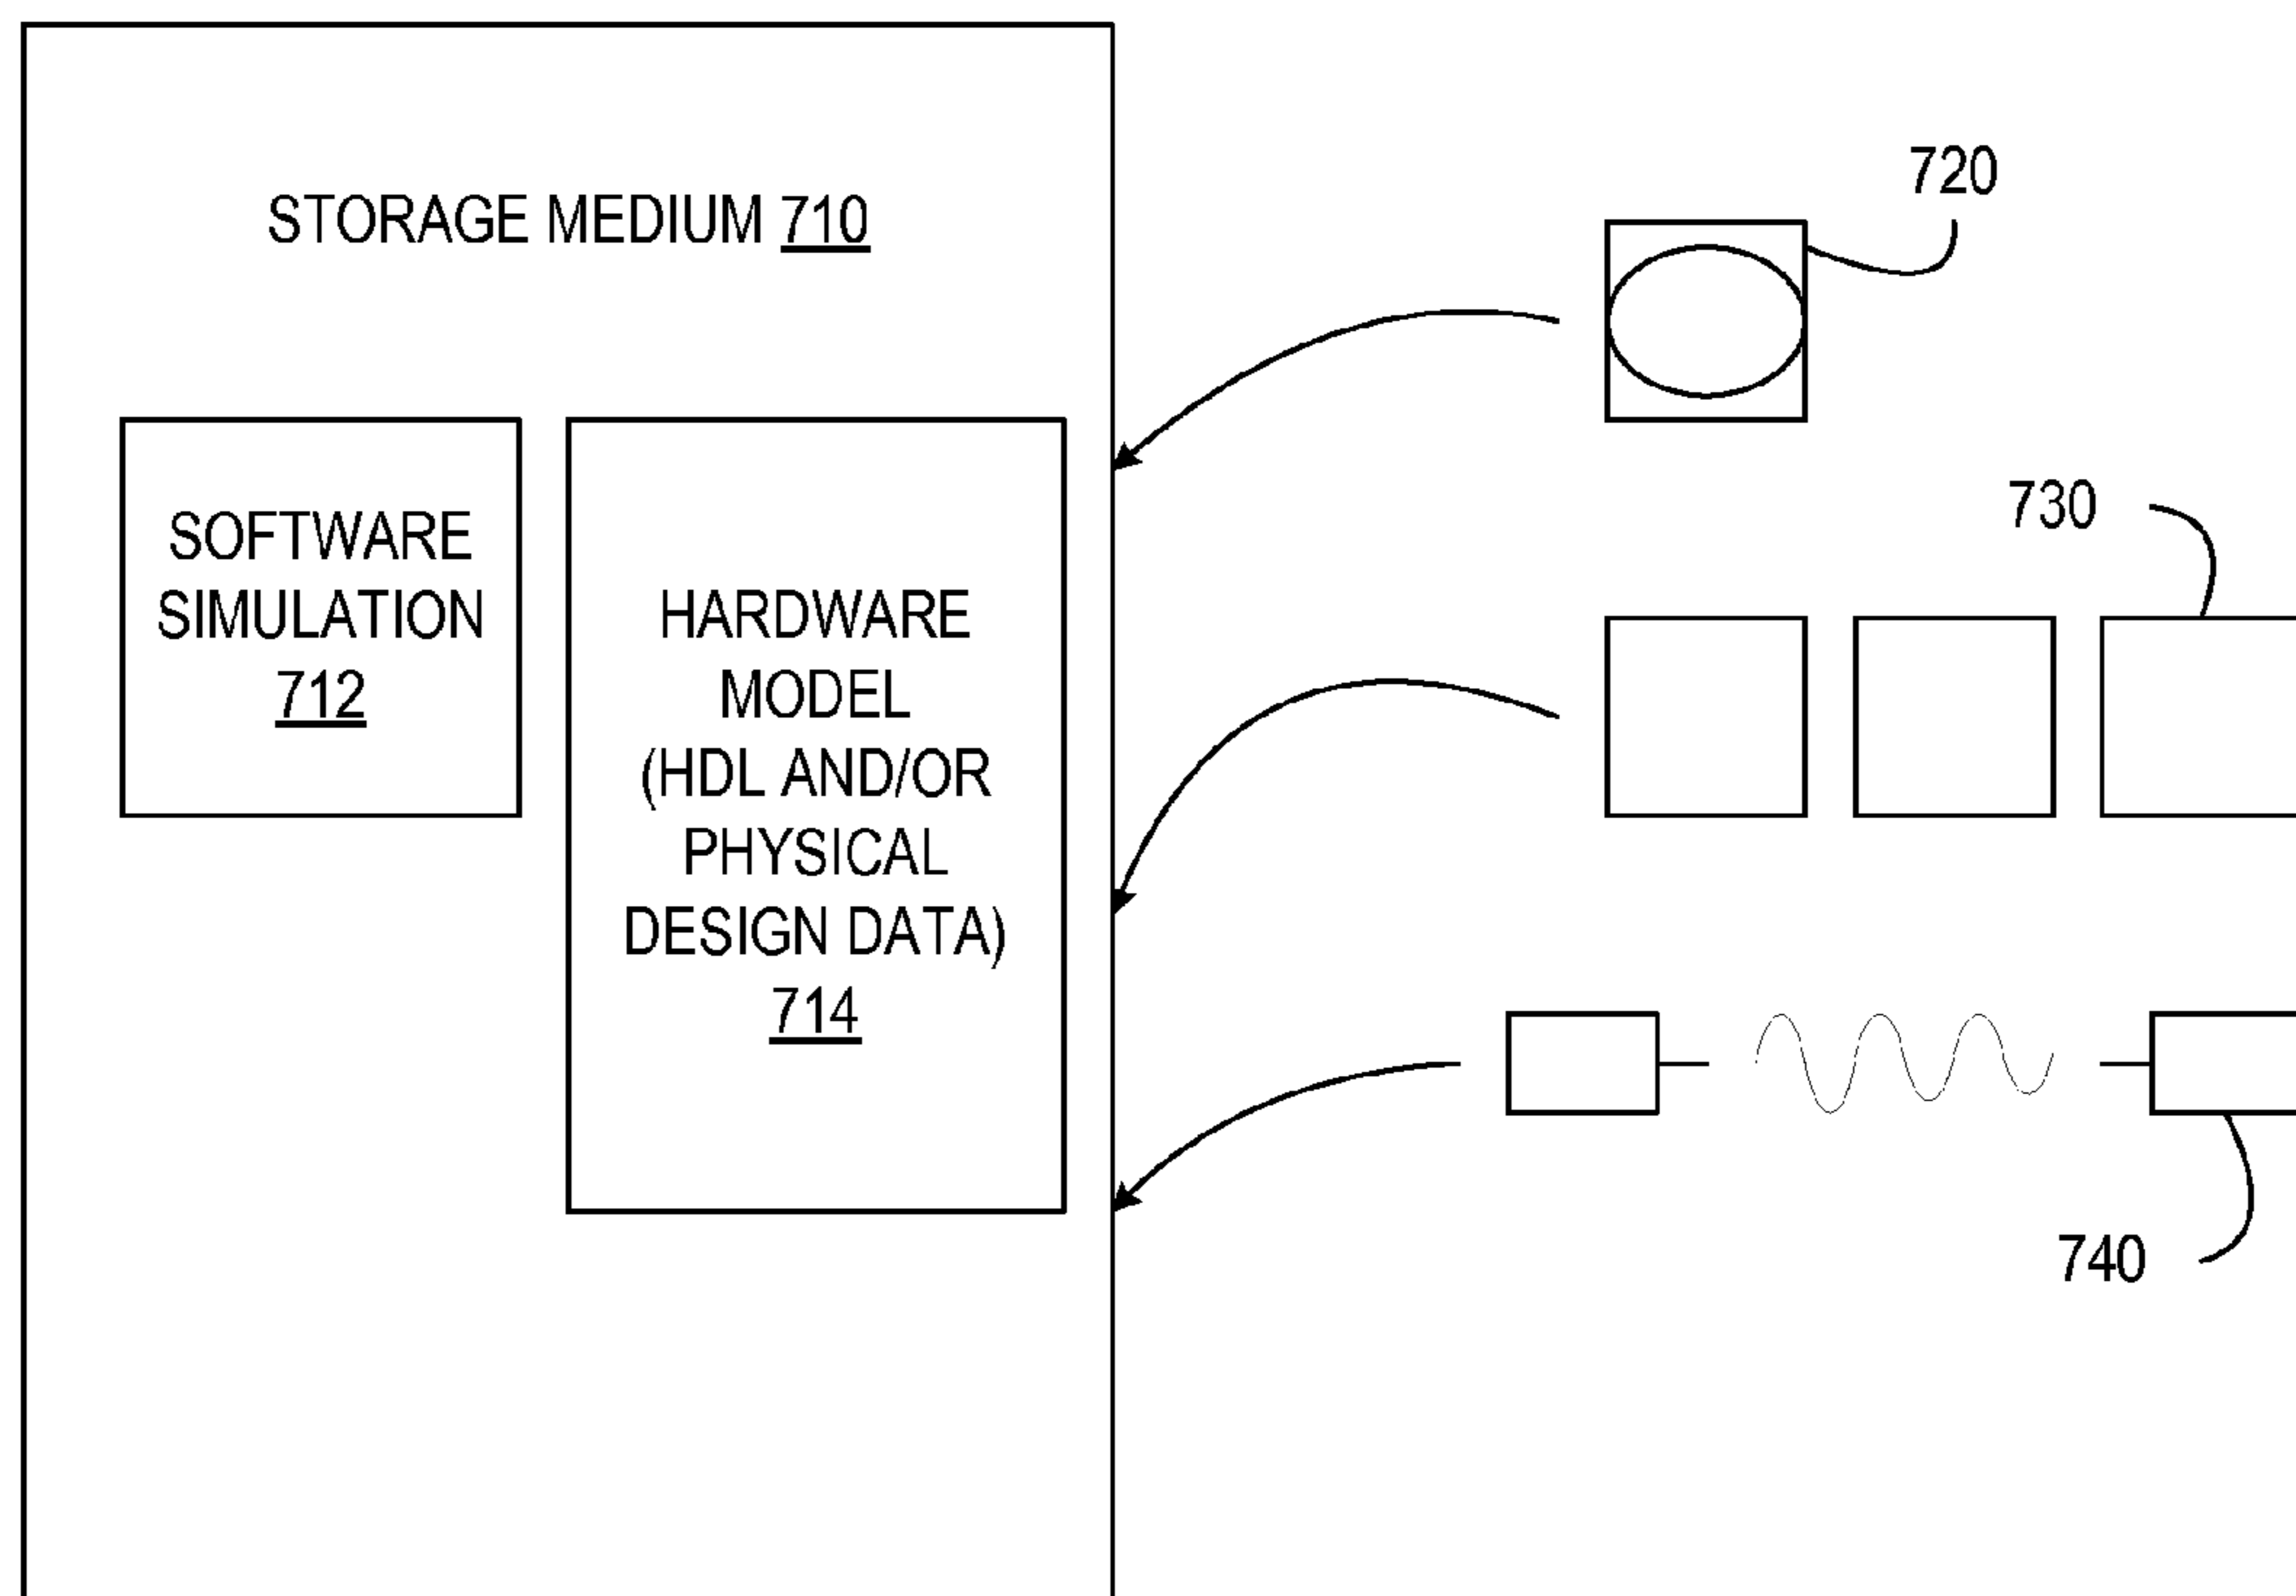 STORAGE MEDIUM 710
SOFTWARE
SIMULATION
712
HARDWARE
MODEL
(HDL AND/OR
PHYSICAL
DESIGN DATA)
714
720
730
740